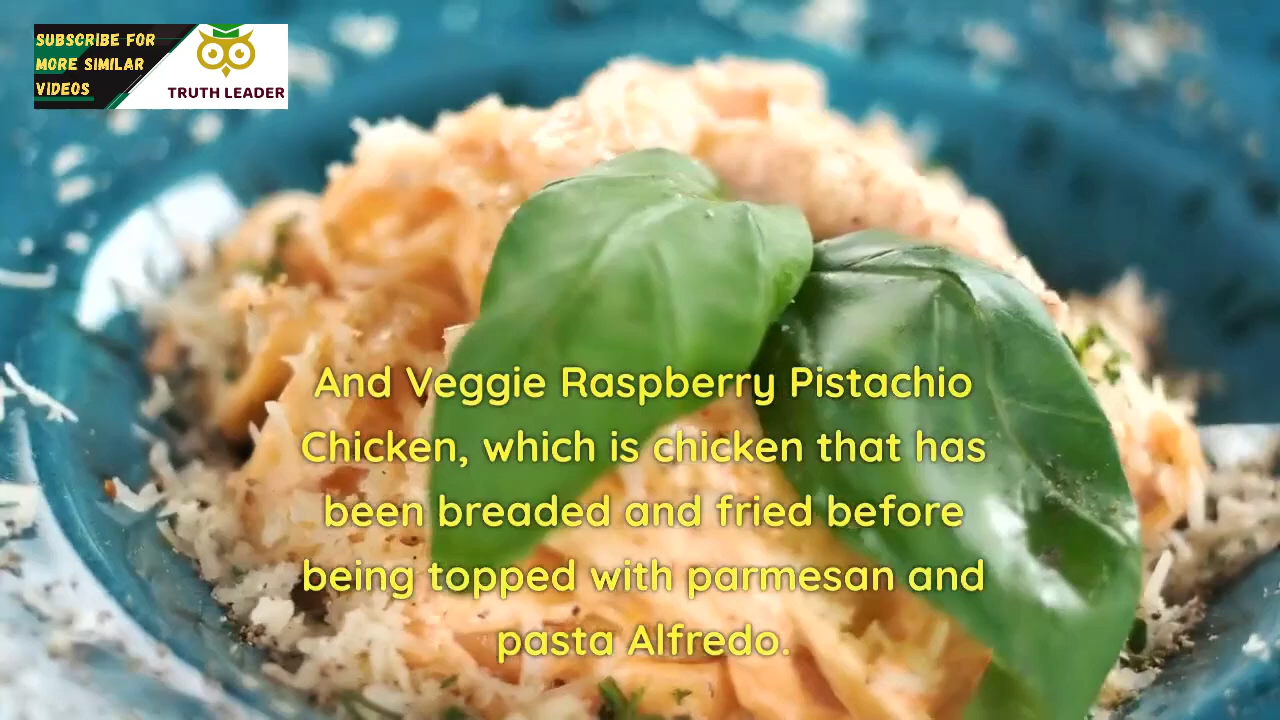 SUBSCRIBE FOR
MORE SIMILAR
VIDEOS
TRUTH LEADER
And Veggie Raspberry Pistachio
Chicken, which is chicken that has
been breaded and fried before
being topped with parmesan and
pasta Alfredo.